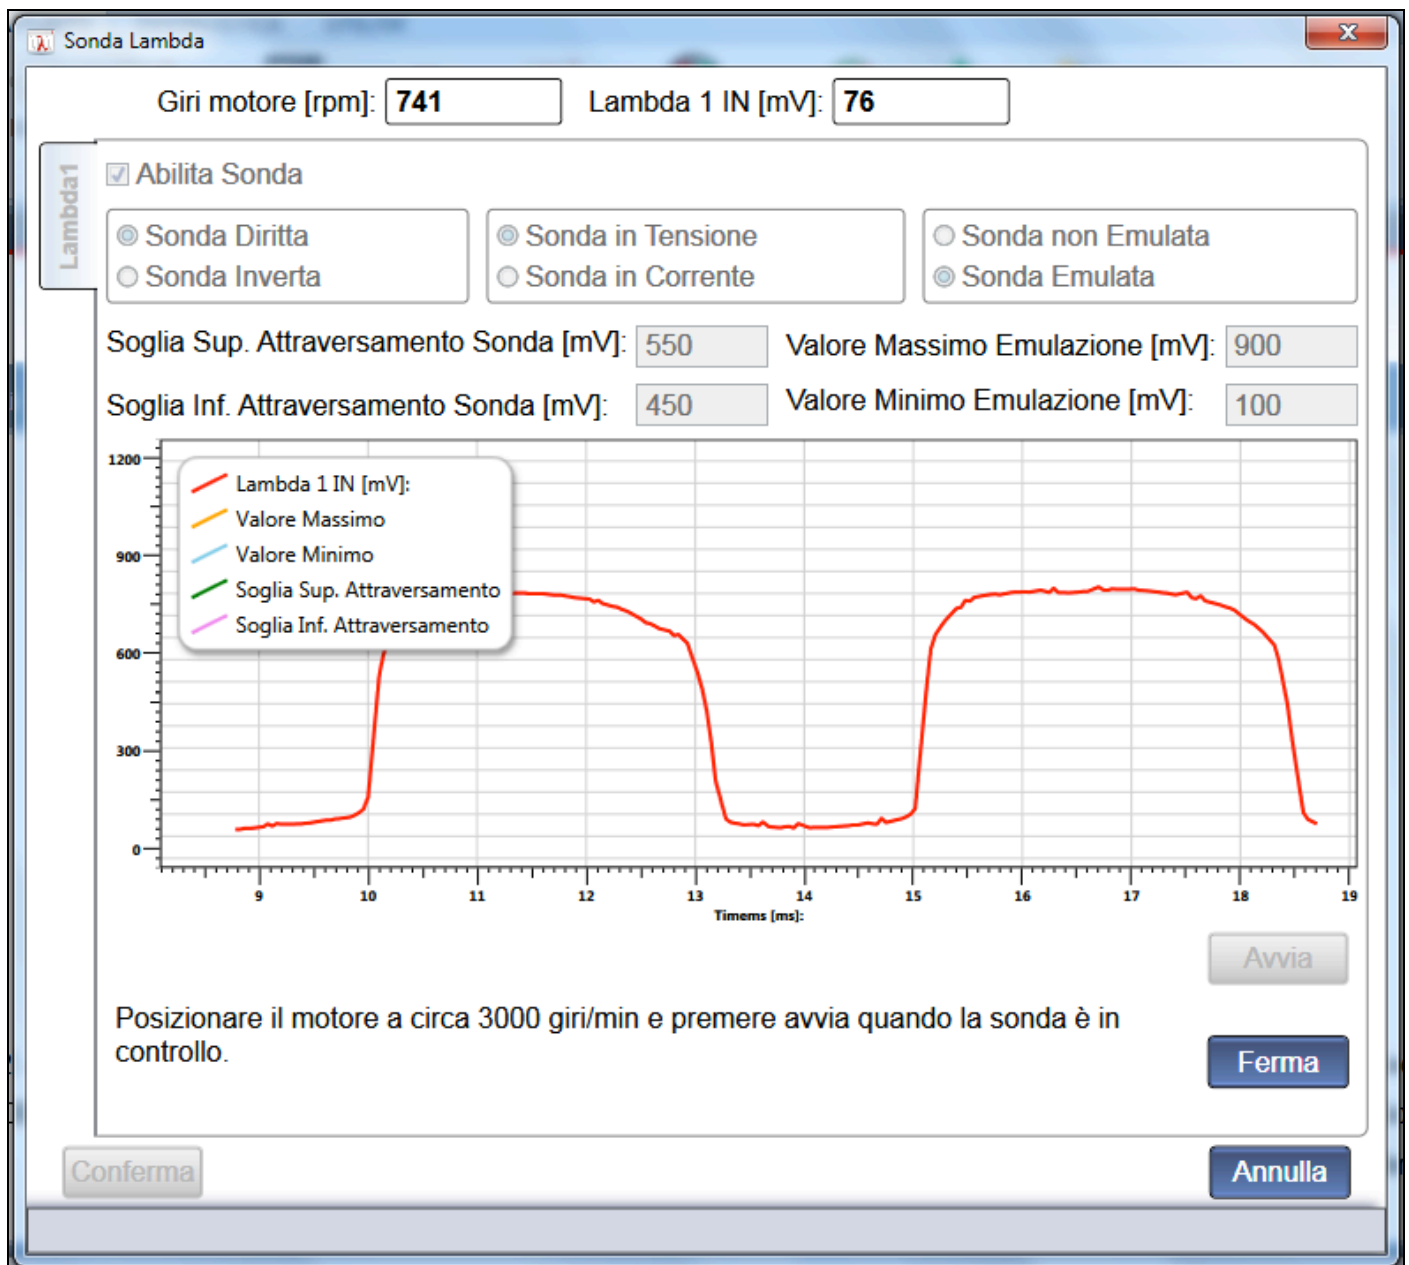 Sonda Lambda
x
Giri motore [rpm]: 741 Lambda 1 IN [mV]: 76
Lambda1
Abilita Sonda
Sonda Diritta Sonda in Tensione Sonda non Emulata
Sonda Inverta Sonda in Corrente Sonda Emulata
Soglia Sup. Attraversamento Sonda [mV]: 550 Valore Massimo Emulazione [mV]: 900
Soglia Inf. Attraversamento Sonda [mV]: 450 Valore Minimo Emulazione [mV]: 100
1200
900
600
300
0
Lambda 1 IN [mV]:
Valore Massimo
Valore Minimo
Soglia Sup. Attraversamento
Soglia Inf. Attraversamento
9 10 11 12 13 14 15 16 17 18 19
Timems [ms]:
Avvia
Posizionare il motore a circa 3000 giri/min e premere avvia quando la sonda è in
controllo.
Ferma
Conferma Annulla